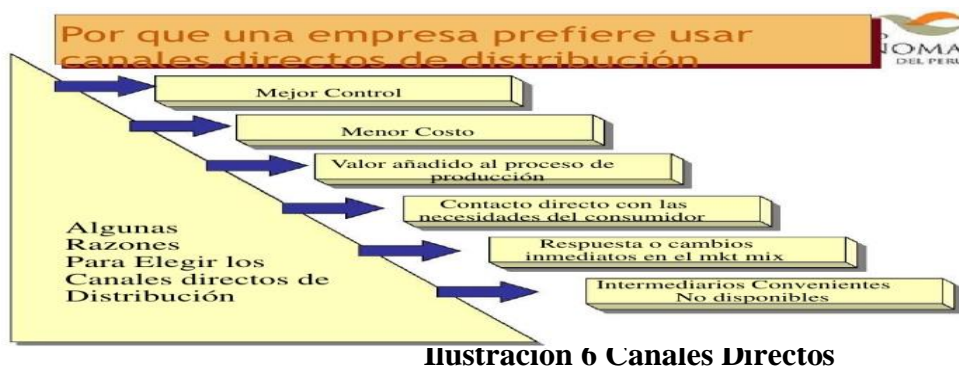 Por que una empresa prefiere usar
canales directos de distribución
NOMA
DEL PERU
Mejor Control
Menor Costo
Valor añadido al proceso de
producción
Contacto directo con las
necesidades del consumidor
Respuesta o cambios
inmediatos en el mkt mix
Intermediarios Convenientes
No disponibles
Algunas
Razones
Para Elegir los
Canales directos de
Distribución
Ilustración 6 Canales Directos